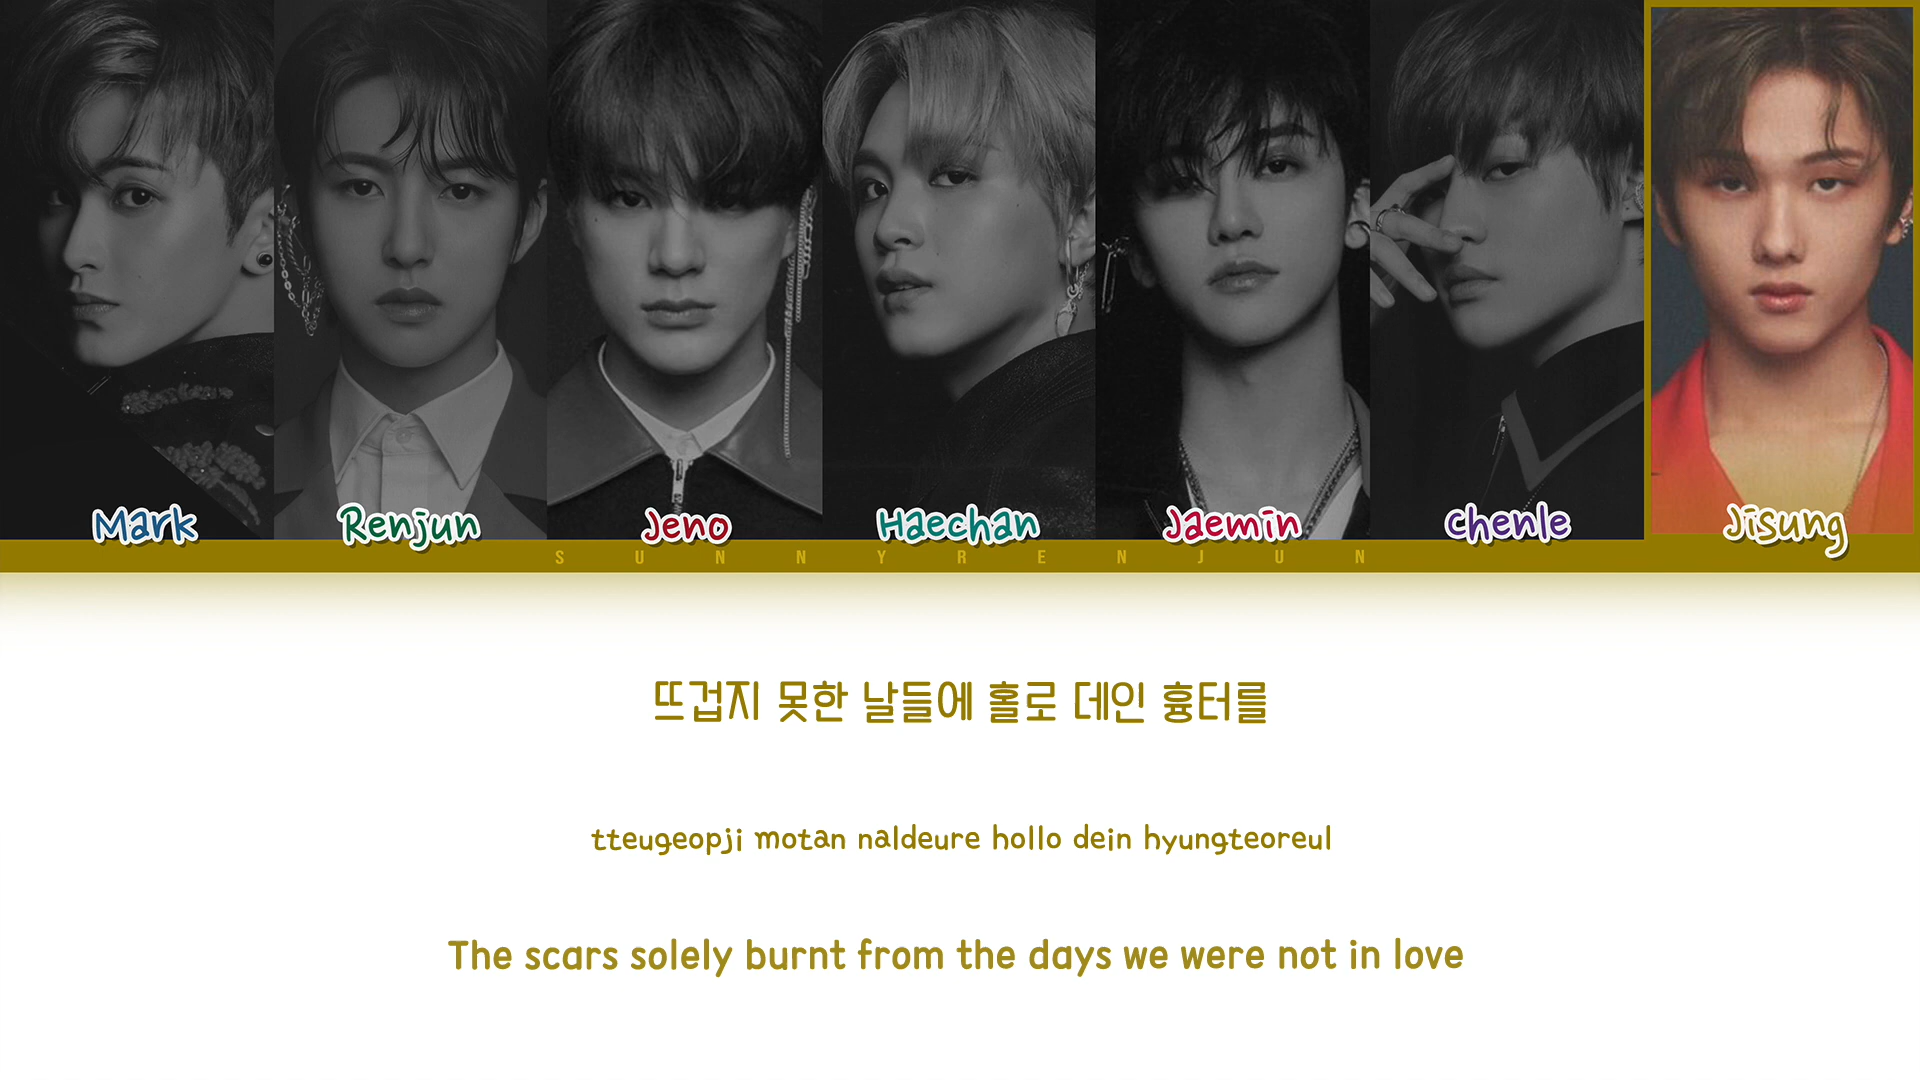 Mark Renjun Jeno Haechan Jaemin Chenle Jisung
SUNNYRENJUN
뜨겁지 못한 날들에 홀로 데인 흉터를
tteugeopji motan naldeure hollo dein hyungteoreul
The scars solely burnt from the days we were not in love